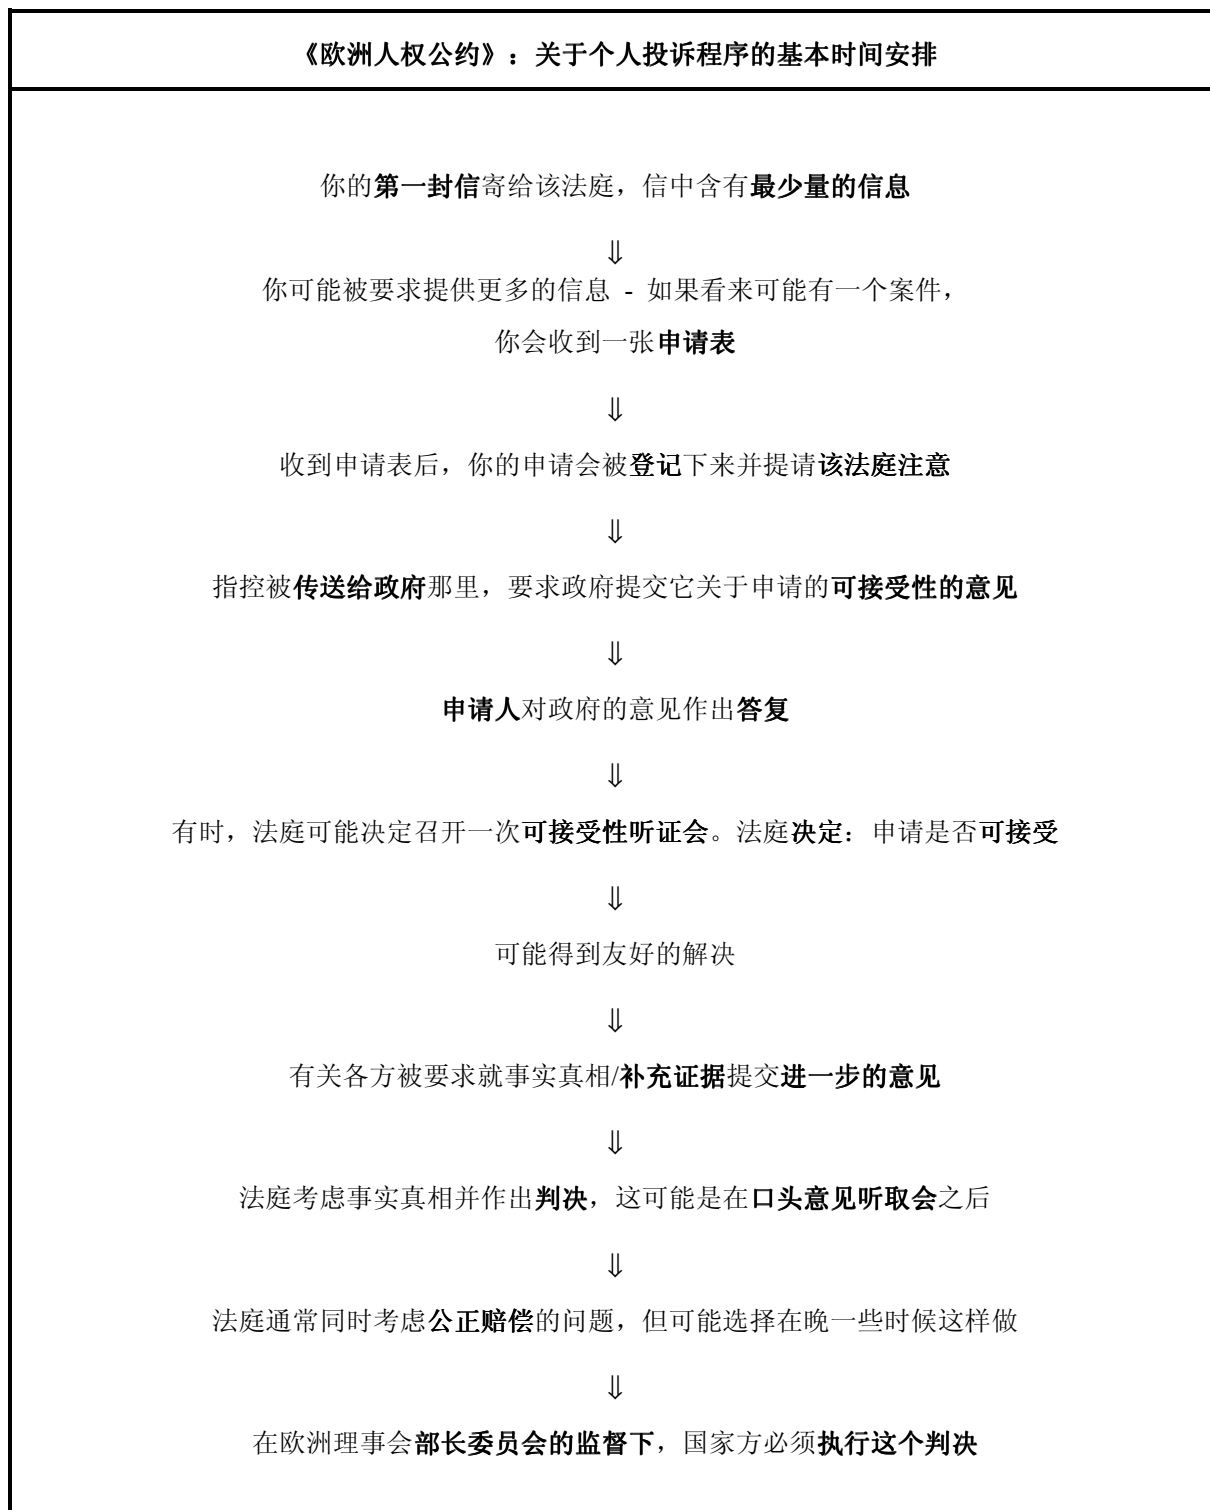 《欧洲人权公约》：关于个人投诉程序的基本时间安排
你的第一封信寄给该法庭，信中含有最少量的信息
⇓
你可能被要求提供更多的信息 - 如果看来可能有一个案件，
你会收到一张申请表
⇓
收到申请表后，你的申请会被登记下来并提请该法庭注意
⇓
指控被传送给政府那里，要求政府提交它关于申请的可接受性的意见
⇓
申请人对政府的意见作出答复
⇓
有时，法庭可能决定召开一次可接受性听证会。法庭决定：申请是否可接受
⇓
可能得到友好的解决
⇓
有关各方被要求就事实真相/补充证据提交进一步的意见
⇓
法庭考虑事实真相并作出判决，这可能是在口头意见听取会之后
⇓
法庭通常同时考虑公正赔偿的问题，但可能选择在晚一些时候这样做
⇓
在欧洲理事会部长委员会的监督下，国家方必须执行这个判决